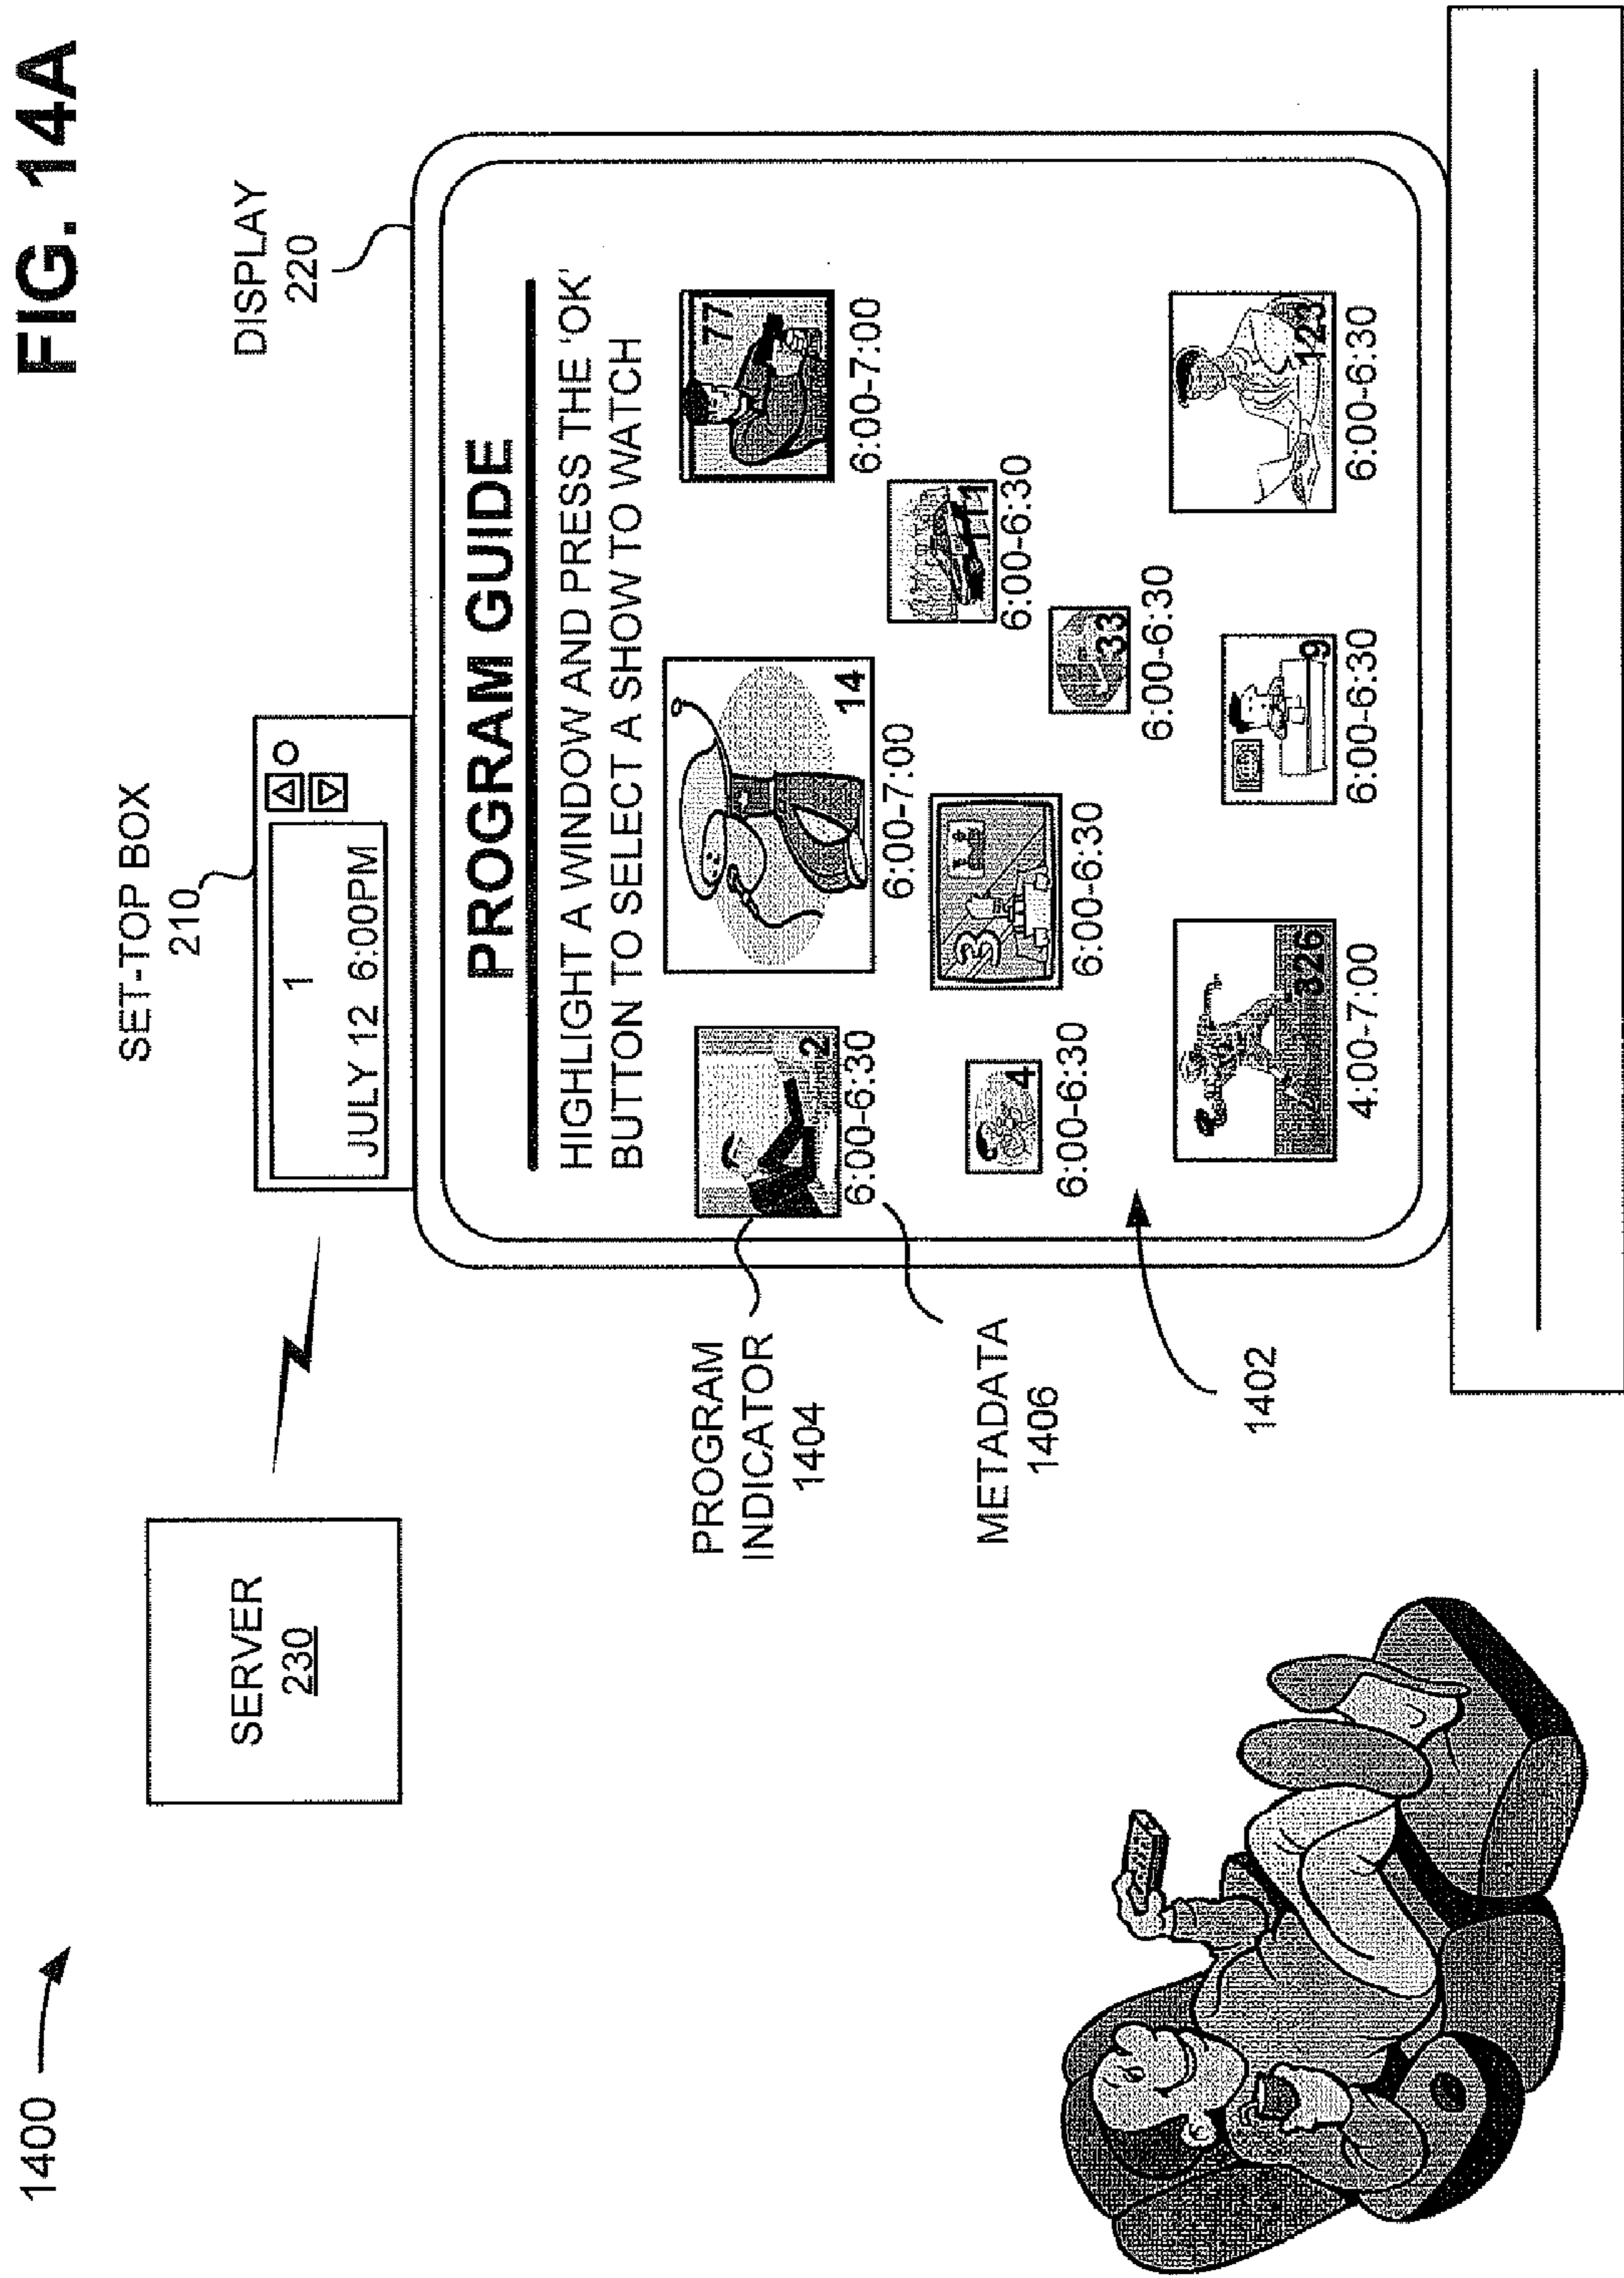 FIG. 14A
1400
SERVER
230
SET-TOP BOX
210
1
JULY 12 6:00PM
DISPLAY
220
PROGRAM GUIDE
HIGHLIGHT A WINDOW AND PRESS THE 'OK'
BUTTON TO SELECT A SHOW TO WATCH
PROGRAM
INDICATOR
1404
METADATA
1406
1402
2
6:00-6:30
14
6:00-7:00
77
6:00-7:00
4
6:00-6:30
3
6:00-6:30
33
6:00-6:30
111
6:00-6:30
326
4:00-7:00
9
6:00-6:30
123
6:00-6:30